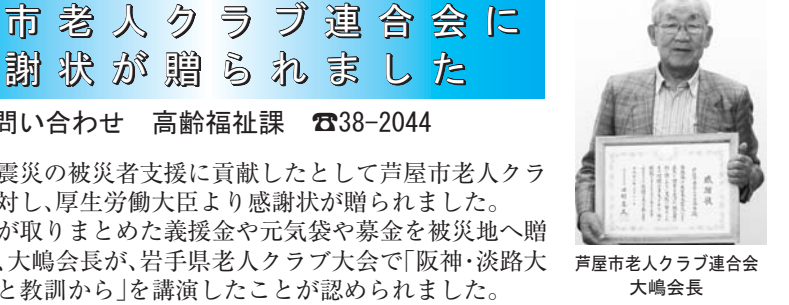 市老人クラブ連合会に
謝状が贈られました
問い合わせ　高齢福祉課　☎38-2044
震災の被災者支援に貢献したとして芦屋市老人クラ
対し、厚生労働大臣より感謝状が贈られました。
が取りまとめた義援金や元気袋や募金を被災地へ贈
、大嶋会長が、岩手県老人クラブ大会で「阪神・淡路大
と教訓から」を講演したことが認められました。
感謝状
芦屋市老人クラブ連合会
大嶋会長